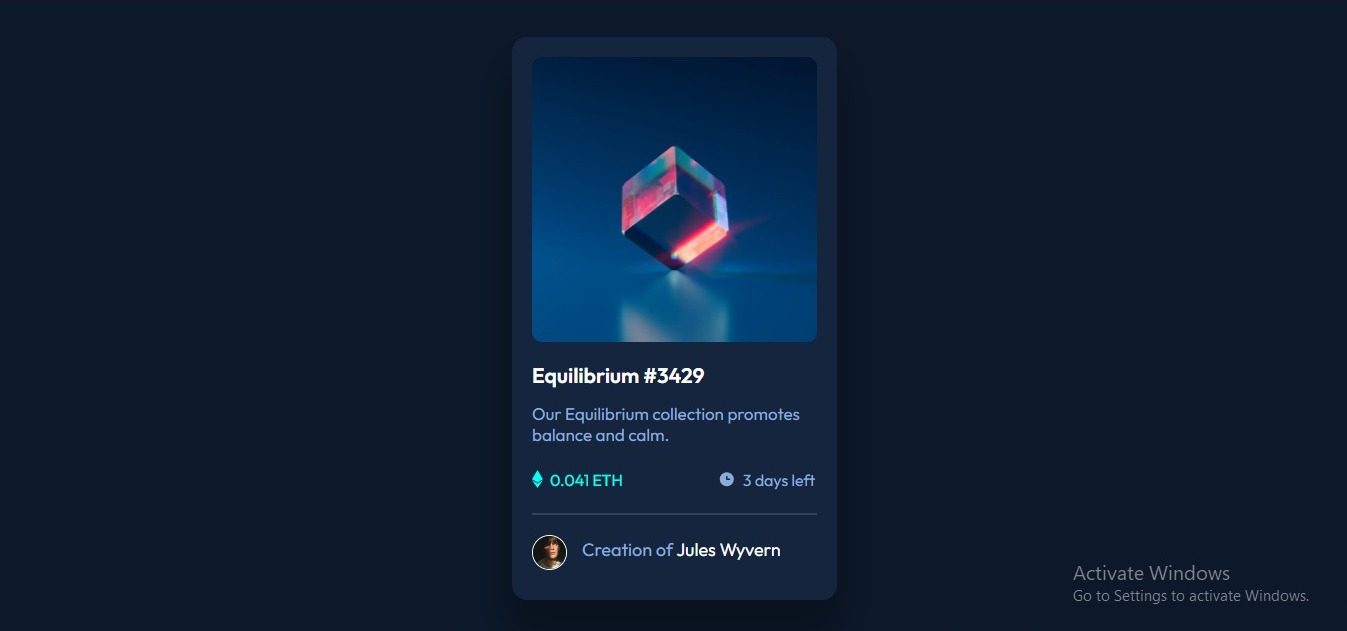 Equilibrium #3429
Our Equilibrium collection promotes
balance and calm.
0.041 ETH
3 days left
Creation of Jules Wyvern
Activate Windows
Go to Settings to activate Windows.